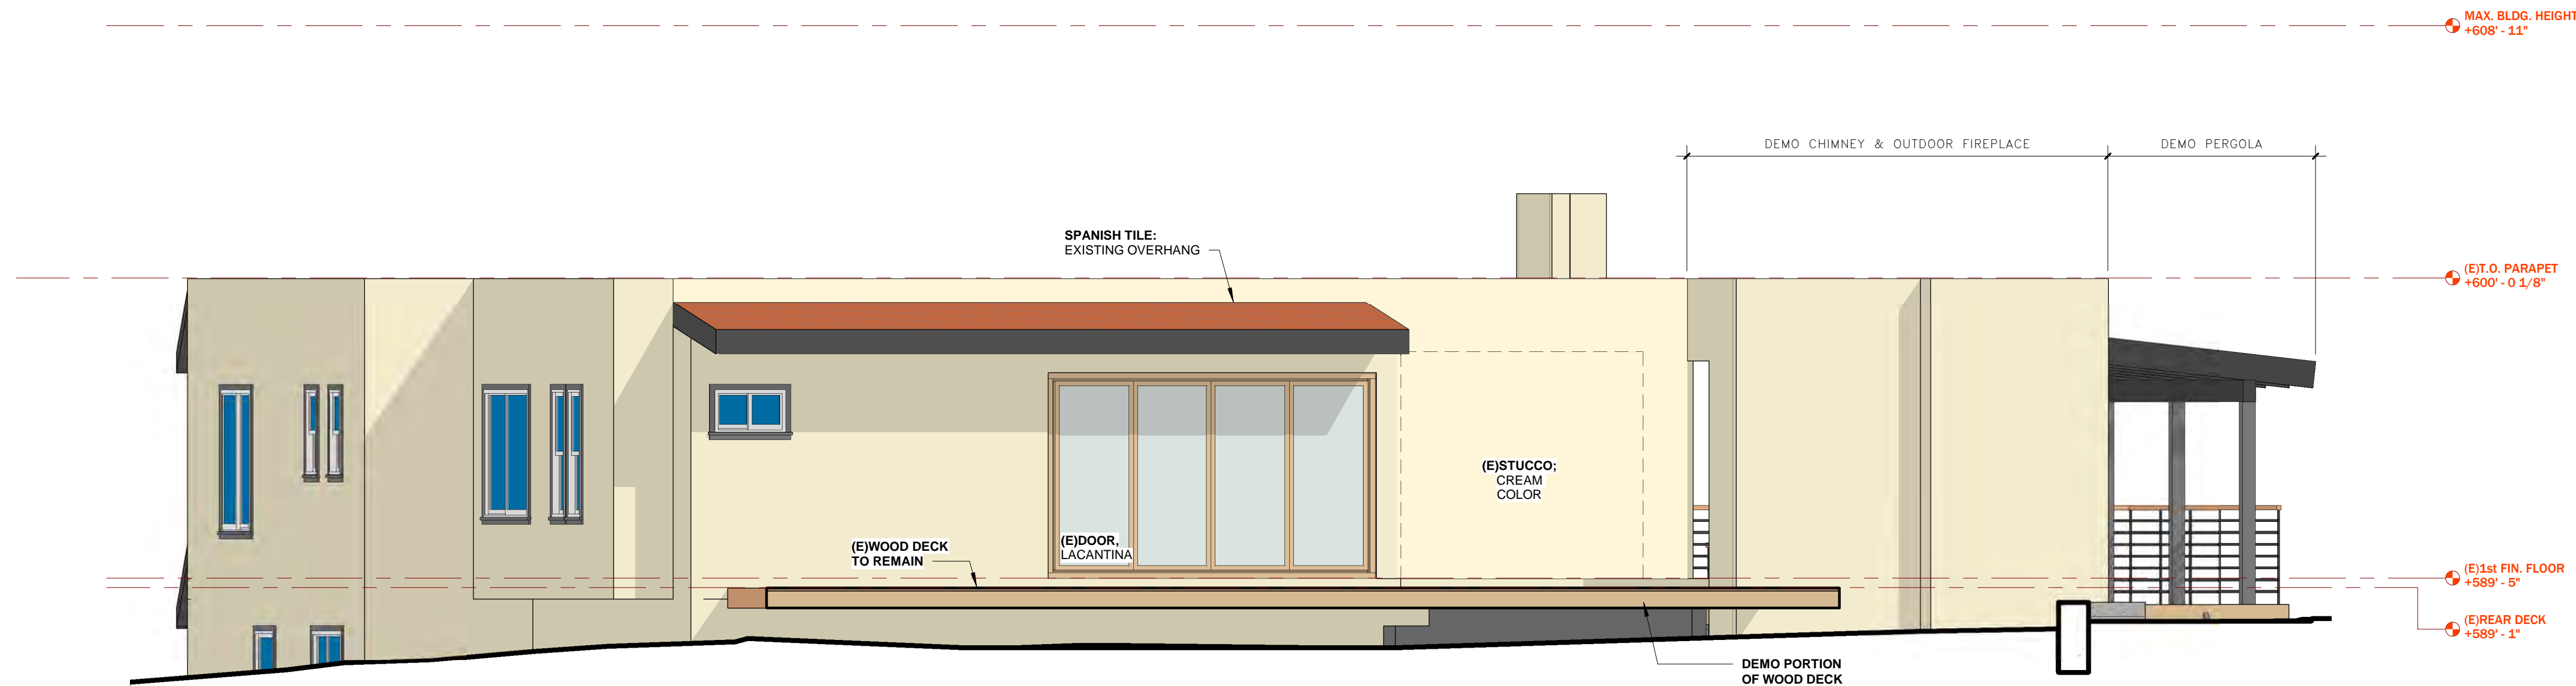 MAX. BLDG. HEIGHT
+608' - 11"
DEMO CHIMNEY & OUTDOOR FIREPLACE
DEMO PERGOLA
SPANISH TILE:
EXISTING OVERHANG
(E)T.O. PARAPET
+600' - 0 1/8"
(E)STUCCO;
CREAM
COLOR
(E)WOOD DECK
TO REMAIN
(E)DOOR,
LACANTINA
(E)1st FIN. FLOOR
+589' - 5"
(E)REAR DECK
+589' - 1"
DEMO PORTION
OF WOOD DECK